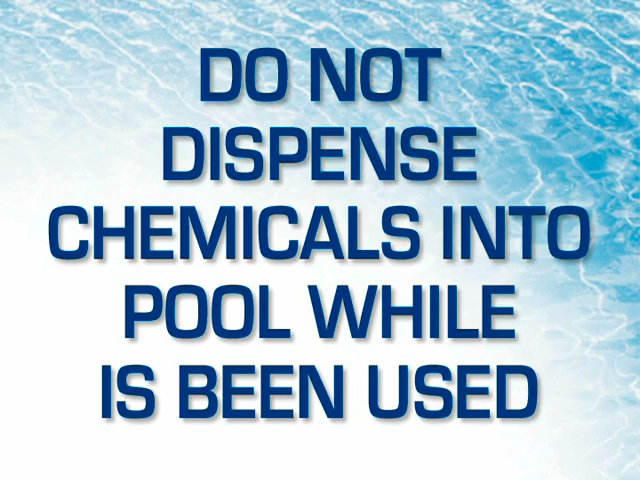 DO NOT
DISPENSE
CHEMICALS INTO
POOL WHILE
IS BEEN USED